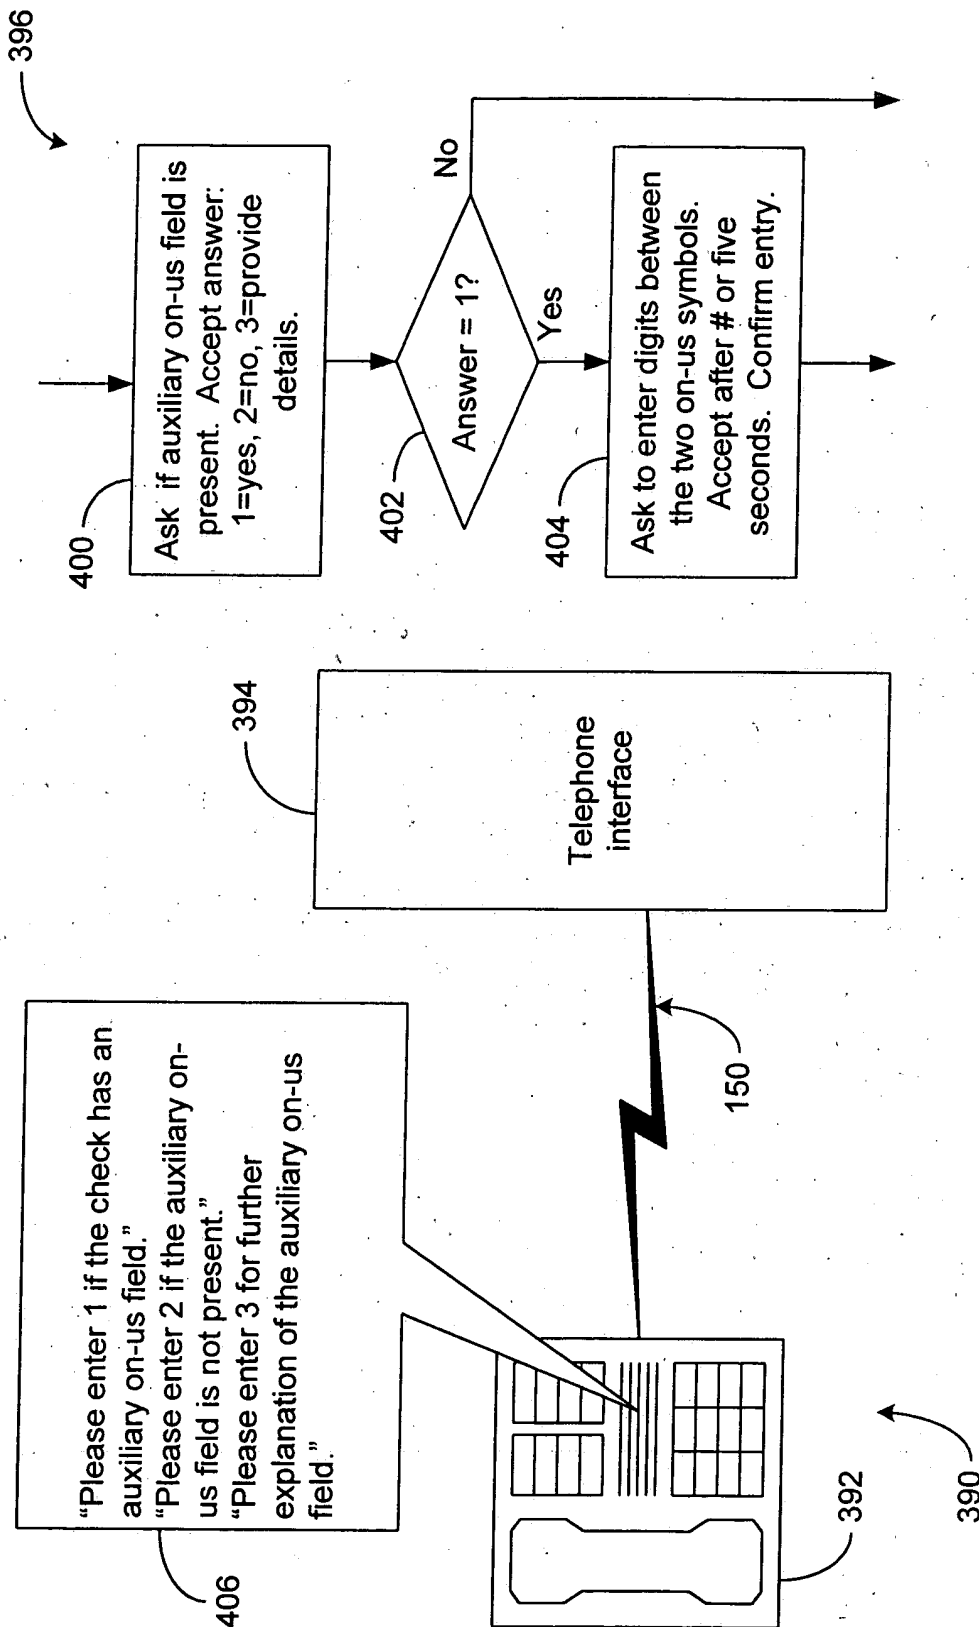 “Please enter 1 if the check has an
auxiliary on-us field.”
“Please enter 2 if the auxiliary on-
us field is not present.”
“Please enter 3 for further
explanation of the auxiliary on-us
field.”
406
392
390
150
Telephone
interface
394
396
400
Ask if auxiliary on-us field is
present. Accept answer:
1=yes, 2=no, 3=provide
details.
402
Answer = 1?
No
Yes
404
Ask to enter digits between
the two on-us symbols.
Accept after # or five
seconds. Confirm entry.